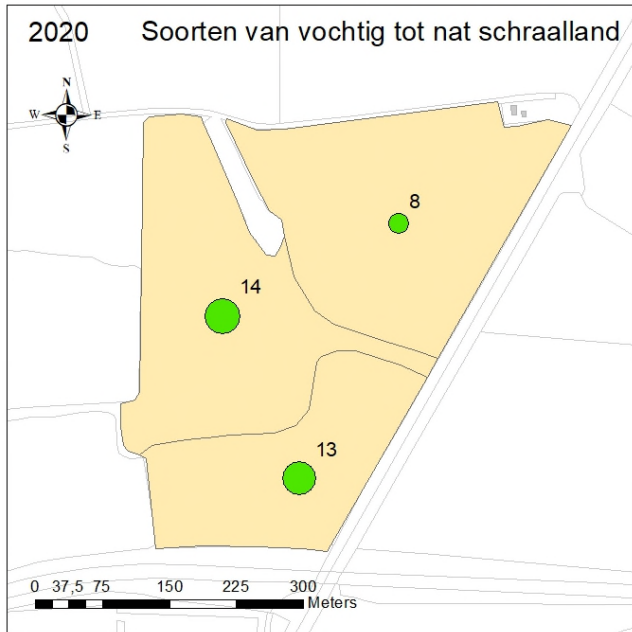 2020 Soorten van vochtig tot nat schraalland
N
W E
S
8
14
13
0 37,5 75 150 225 300
Meters